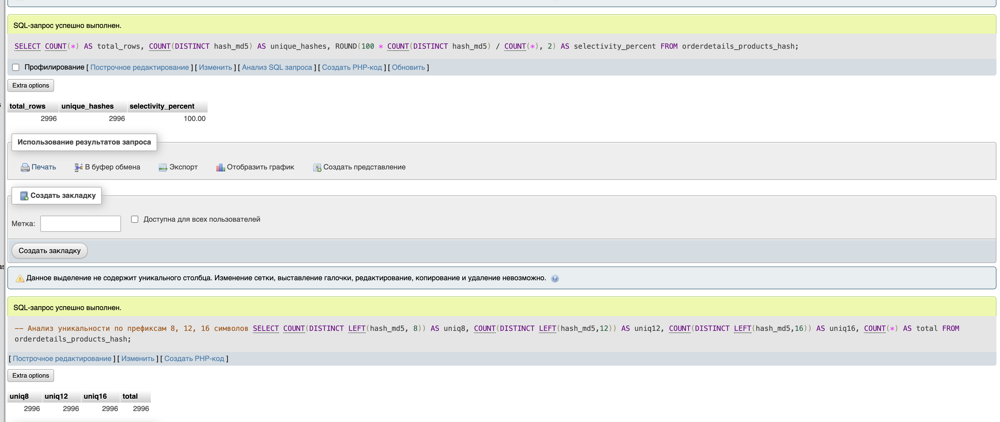 SQL-запрос успешно выполнен.
SELECT COUNT(*) AS total_rows, COUNT(DISTINCT hash_md5) AS unique_hashes, ROUND(100 * COUNT(DISTINCT hash_md5) / COUNT(*), 2) AS selectivity_percent FROM orderdetails_products_hash;
Профилирование [ Построчное редактирование ] [ Изменить ] [ Анализ SQL запроса ] [ Создать PHP-код ] [ Обновить ]
Extra options
total_rows unique_hashes selectivity_percent
2996 2996 100.00
Использование результатов запроса
Печать В буфер обмена Экспорт Отобразить график Создать представление
Создать закладку
Метка: Доступна для всех пользователей
Создать закладку
Данное выделение не содержит уникального столбца. Изменение сетки, выставление галочки, редактирование, копирование и удаление невозможно.
SQL-запрос успешно выполнен.
-- Анализ уникальности по префиксам 8, 12, 16 символов SELECT COUNT(DISTINCT LEFT(hash_md5, 8)) AS uniq8, COUNT(DISTINCT LEFT(hash_md5,12)) AS uniq12, COUNT(DISTINCT LEFT(hash_md5,16)) AS uniq16, COUNT(*) AS total FROM
orderdetails_products_hash;
[ Построчное редактирование ] [ Изменить ] [ Создать PHP-код ]
Extra options
uniq8 uniq12 uniq16 total
2996 2996 2996 2996